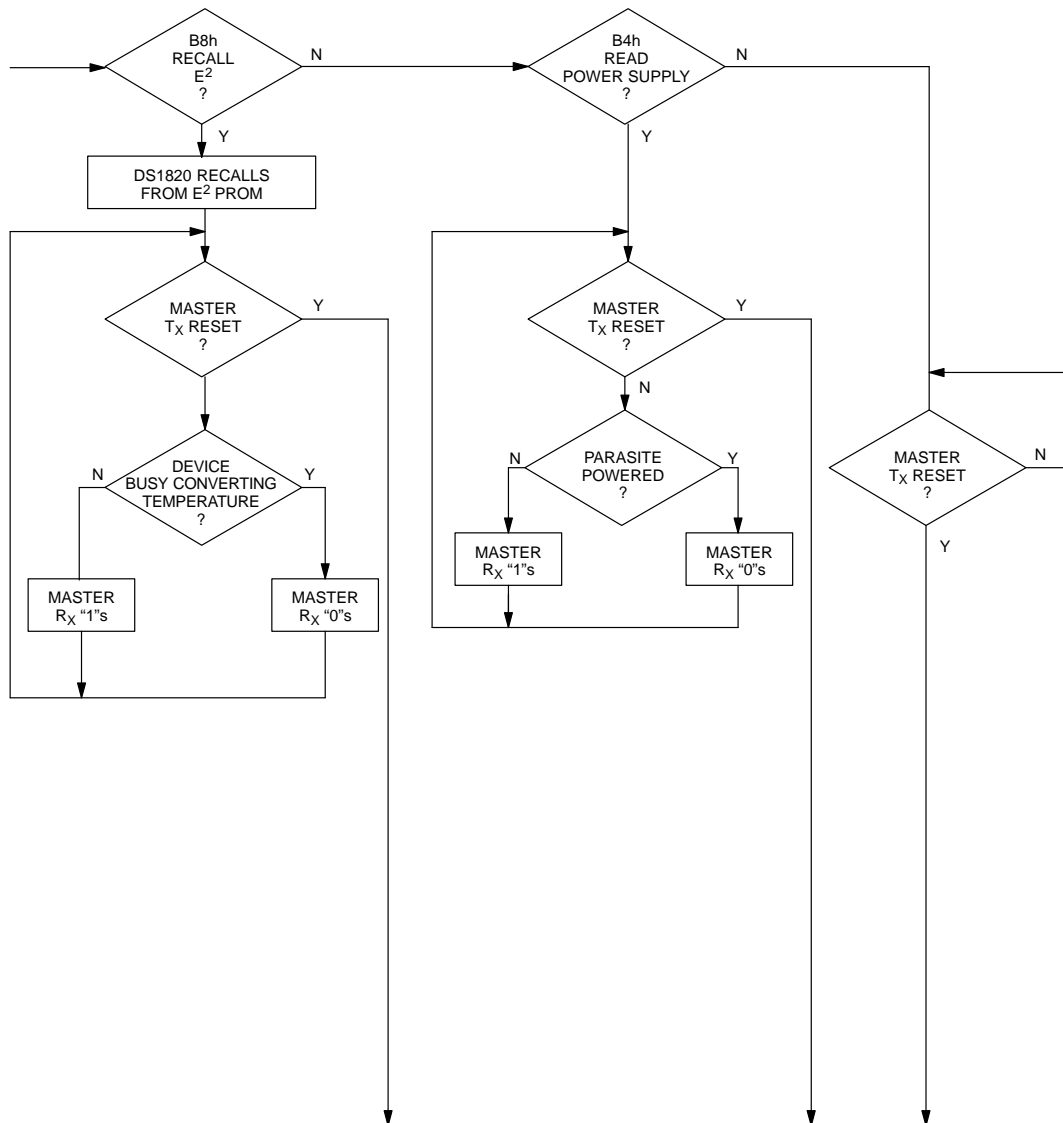 B8h
RECALL
E²
?
N
Y
B4h
READ
POWER SUPPLY
?
N
Y
DS1820 RECALLS
FROM E² PROM
MASTER
TX RESET
?
Y
MASTER
TX RESET
?
Y
N
DEVICE
BUSY CONVERTING
TEMPERATURE
?
N
Y
PARASITE
POWERED
?
N
Y
MASTER
TX RESET
?
N
Y
MASTER
RX “1”s
MASTER
RX “0”s
MASTER
RX “1”s
MASTER
RX “0”s